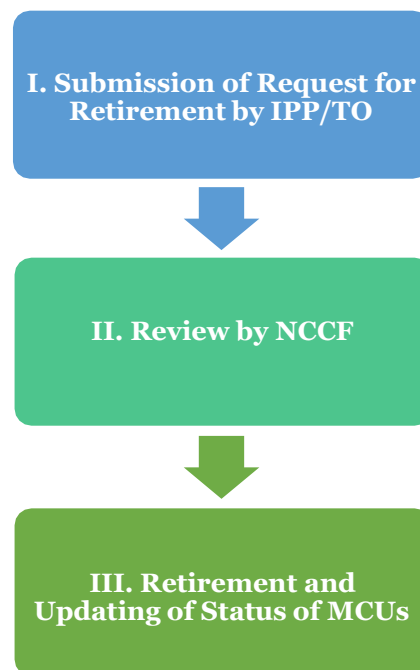 I. Submission of Request for
Retirement by IPP/TO
II. Review by NCCF
III. Retirement and
Updating of Status of MCUs